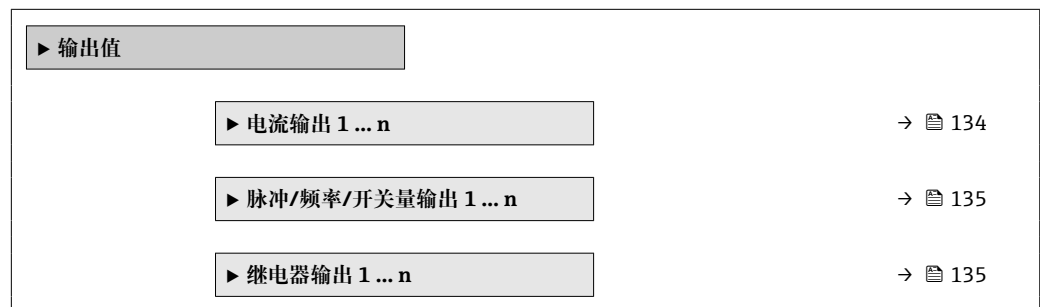 ▶ 输出值
▶ 电流输出 1 ... n → 134
▶ 脉冲/频率/开关量输出 1 ... n → 135
▶ 继电器输出 1 ... n → 135